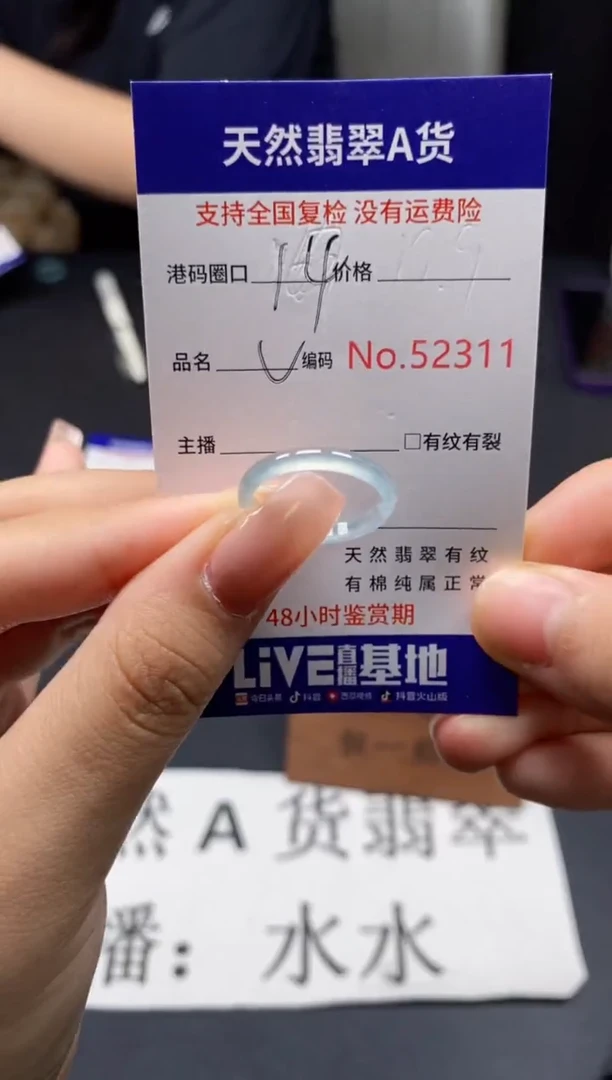 天然翡翠A货
支持全国复检 没有运费险
港码圈口 14 价格
品名 编码 No.52311
主播 □有纹有裂
天然翡翠有纹
有棉纯属正常
48小时鉴赏期
LiVE直播基地
今日头条 抖音 西瓜视频 抖音火山版
然A货翡翠
播：水水